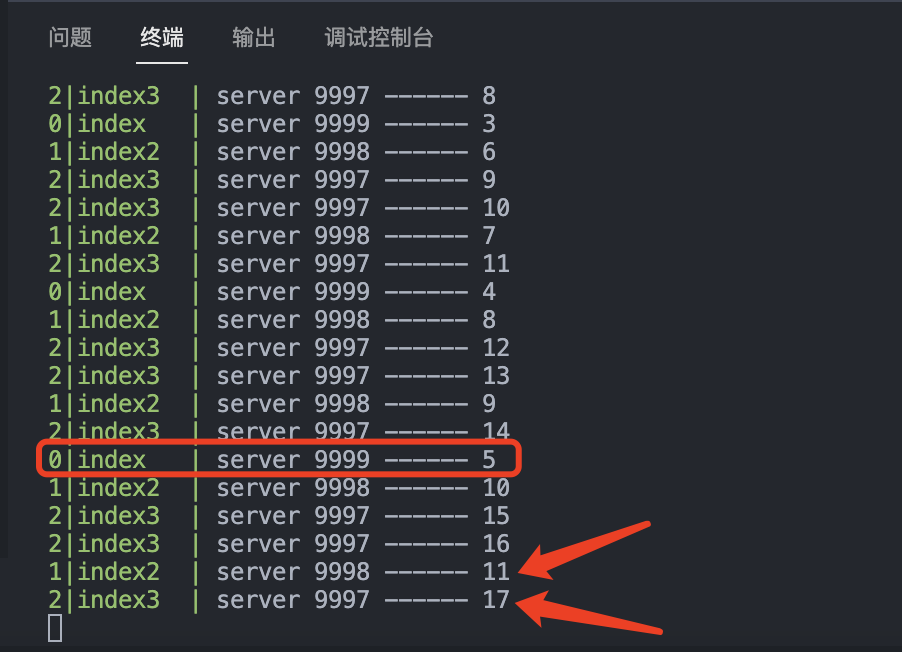 问题 终端 输出 调试控制台
2|index3  | server 9997 —————— 8
0|index   | server 9999 —————— 3
1|index2  | server 9998 —————— 6
2|index3  | server 9997 —————— 9
2|index3  | server 9997 —————— 10
1|index2  | server 9998 —————— 7
2|index3  | server 9997 —————— 11
0|index   | server 9999 —————— 4
1|index2  | server 9998 —————— 8
2|index3  | server 9997 —————— 12
2|index3  | server 9997 —————— 13
1|index2  | server 9998 —————— 9
2|index3  | server 9997 —————— 14
0|index   | server 9999 —————— 5
1|index2  | server 9998 —————— 10
2|index3  | server 9997 —————— 15
2|index3  | server 9997 —————— 16
1|index2  | server 9998 —————— 11
2|index3  | server 9997 —————— 17